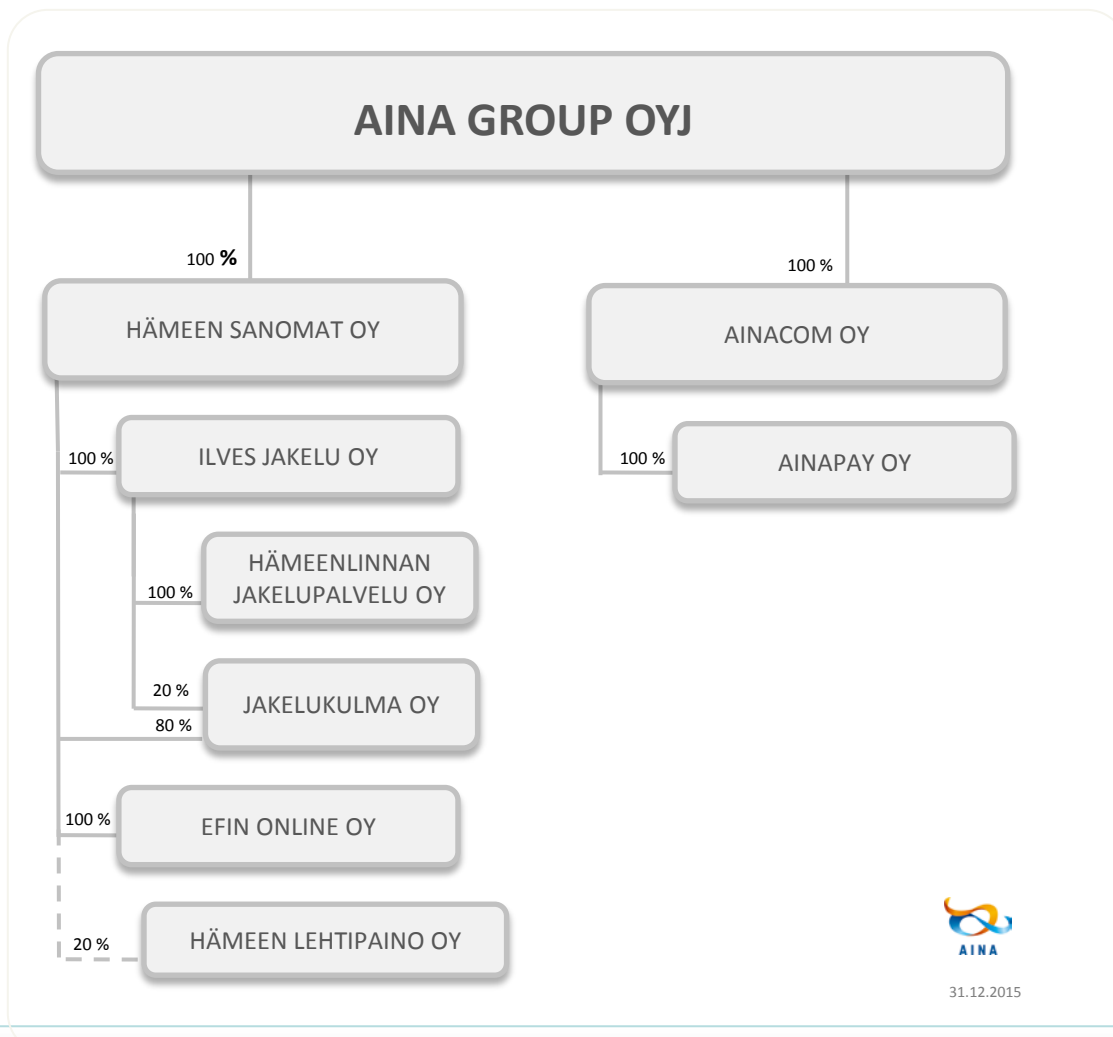 AINA GROUP OYJ
100 %
100 %
HÄMEEN SANOMAT OY
AINACOM OY
100 %
ILVES JAKELU OY
100 %
AINAPAY OY
100 %
HÄMEENLINNAN
JAKELUPALVELU OY
20 %
80 %
JAKELUKULMA OY
100 %
EFIN ONLINE OY
20 %
HÄMEEN LEHTIPAINO OY
AINA
31.12.2015